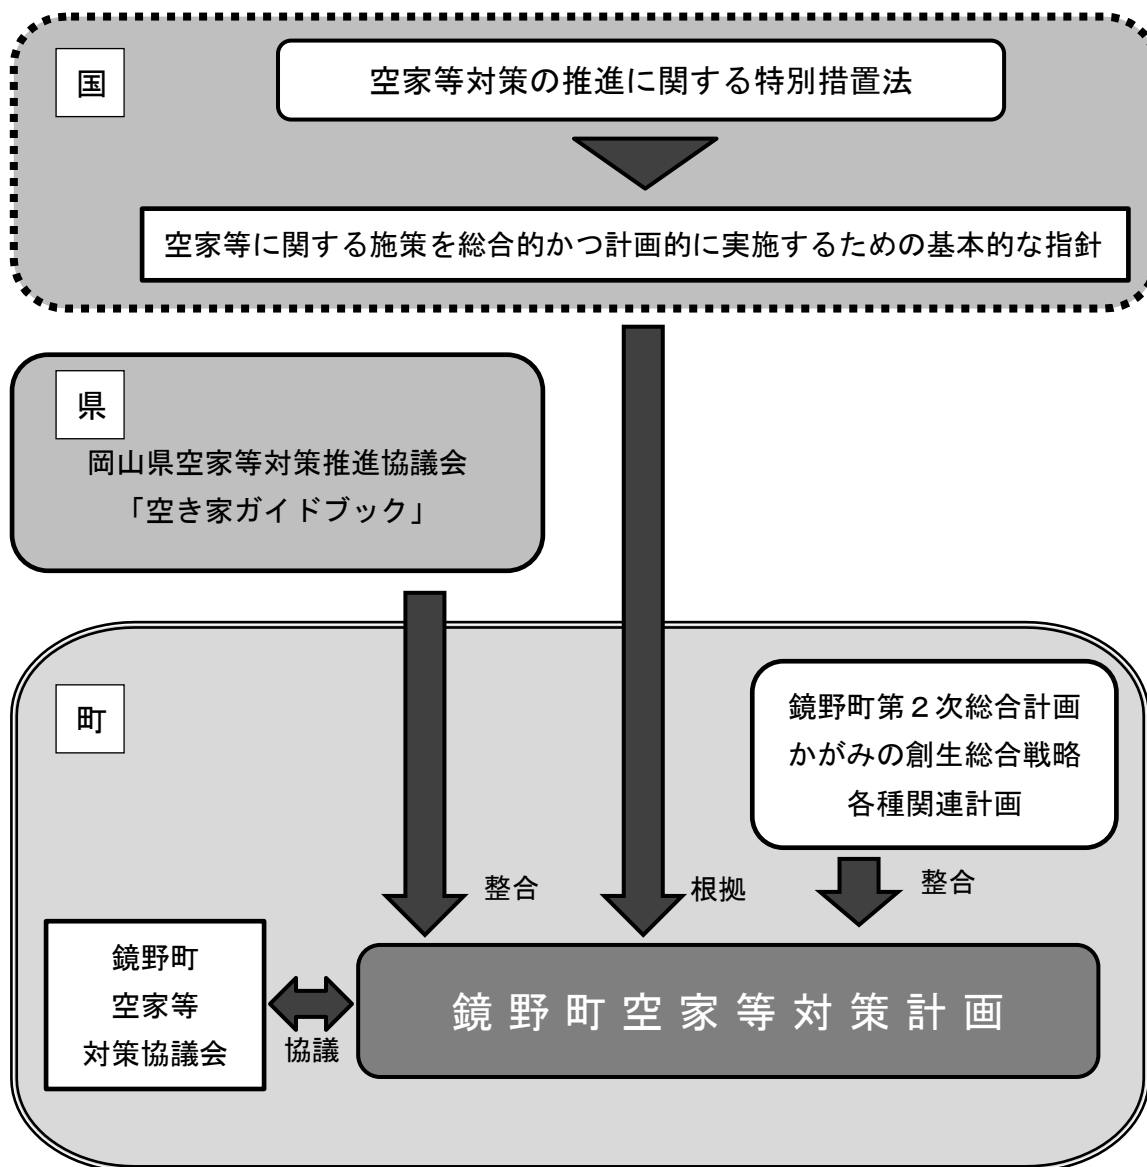 国
空家等対策の推進に関する特別措置法
空家等に関する施策を総合的かつ計画的に実施するための基本的な指針
県
岡山県空家等対策推進協議会
「空き家ガイドブック」
町
鏡野町第２次総合計画
かがみの創生総合戦略
各種関連計画
整合
根拠
整合
鏡野町
空家等
対策協議会
協議
鏡野町空家等対策計画